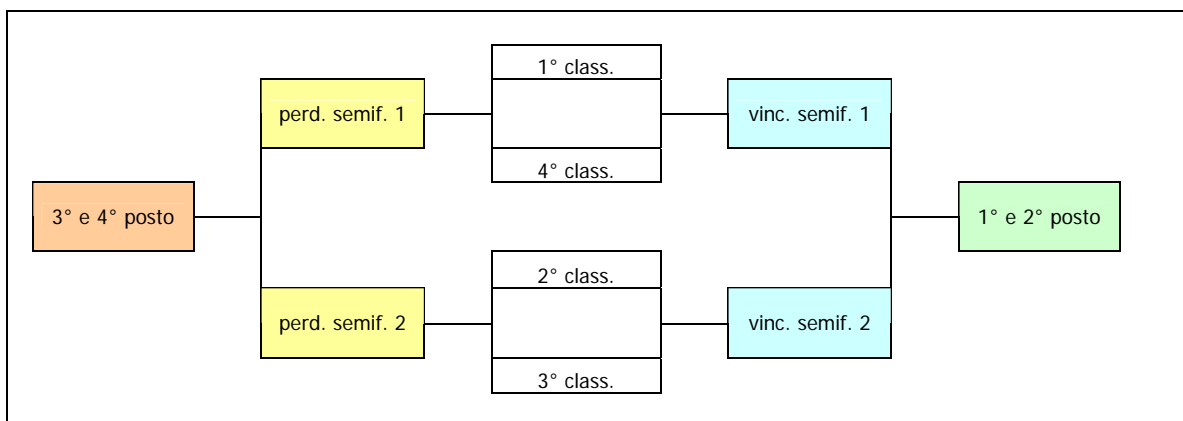 1° class.
perd. semif. 1
vinc. semif. 1
4° class.
3° e 4° posto
1° e 2° posto
2° class.
perd. semif. 2
vinc. semif. 2
3° class.